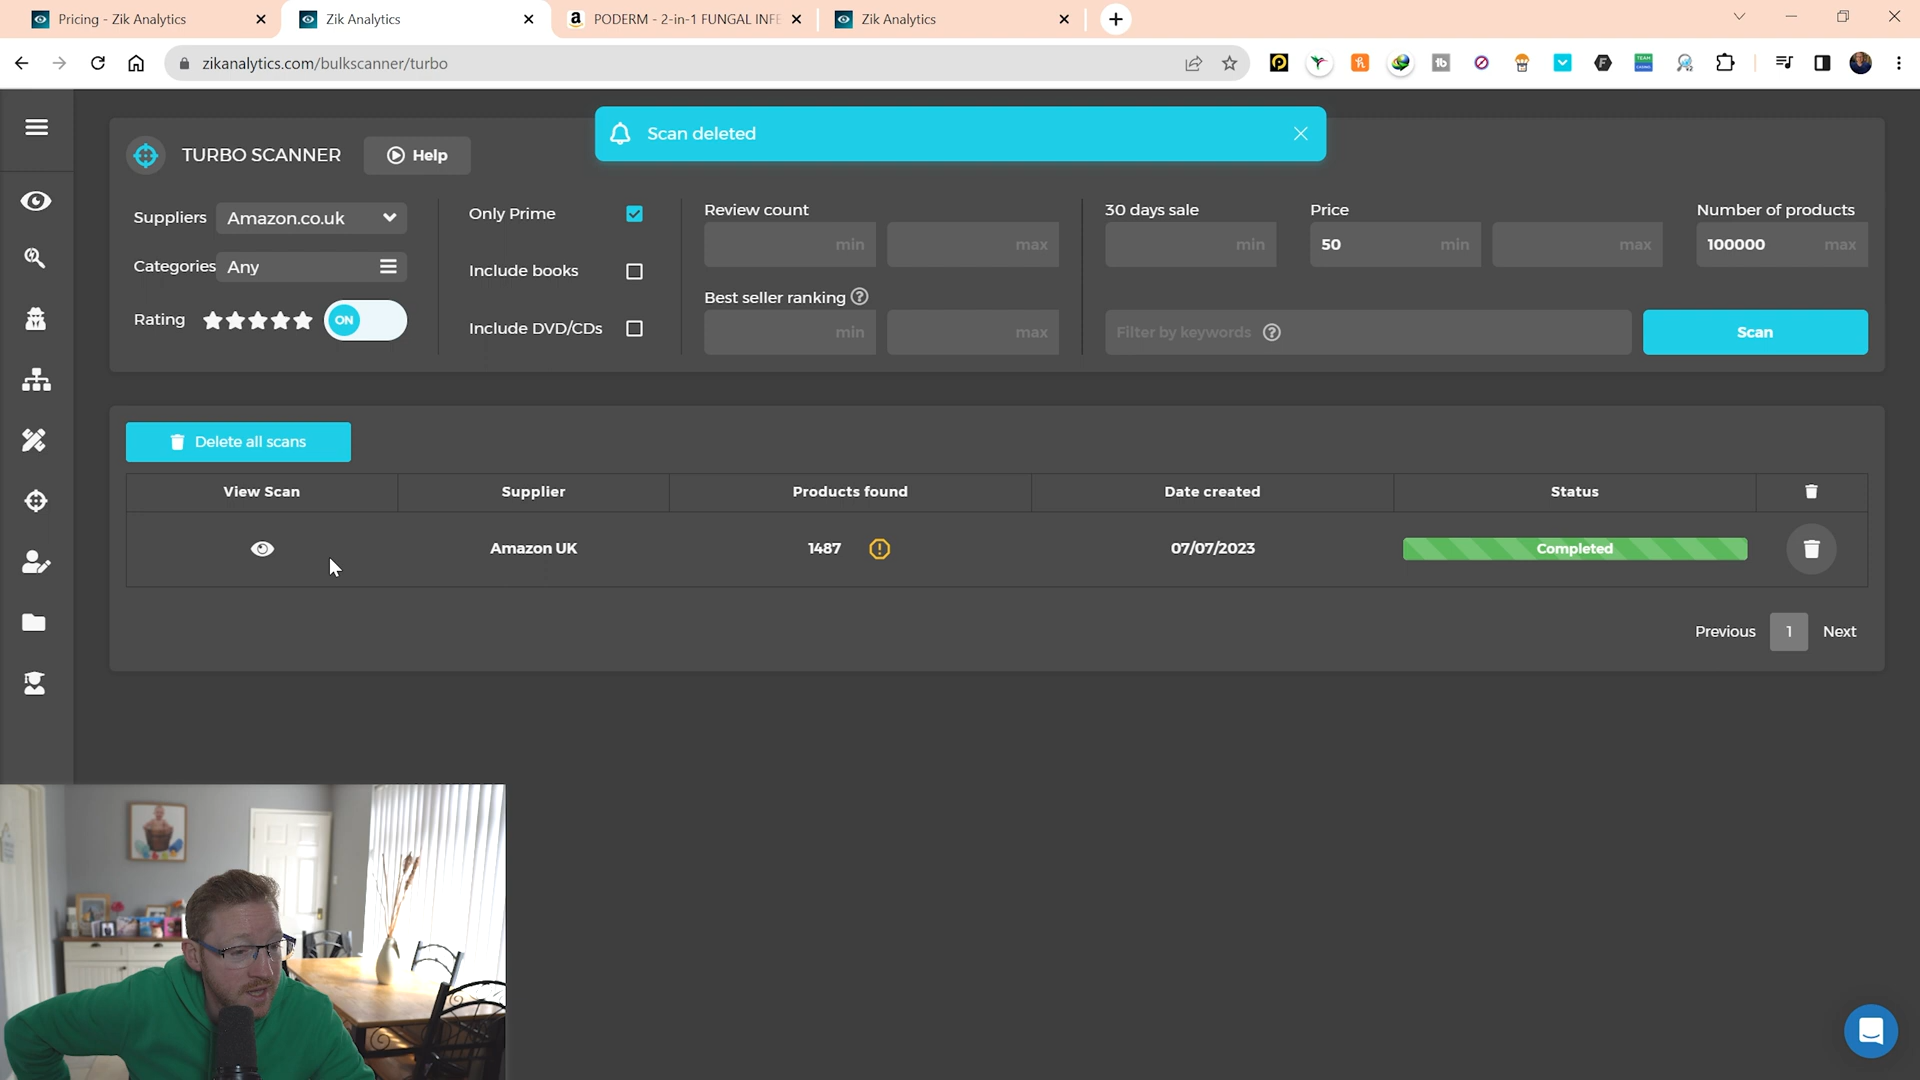 Pricing - Zik Analytics
Zik Analytics
PODERM - 2-in-1 FUNGAL INFE
Zik Analytics
zikanalytics.com/bulkscanner/turbo
Scan deleted
TURBO SCANNER
Help
Suppliers
Amazon.co.uk
Categories
Any
Rating
ON
Only Prime
Include books
Include DVD/CDs
Review count
min
max
Best seller ranking
min
max
30 days sale
min
Price
50
min
max
Number of products
100000
max
Filter by keywords
Scan
Delete all scans
View Scan
Supplier
Products found
Date created
Status
Amazon UK
1487
07/07/2023
Completed
Previous
1
Next